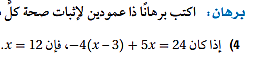 برهان: اكتب برهانًا ذا عمودين لإثبات صحة كلٍّ
4) إذا كان −4(x − 3) + 5x = 24، فإن x = 12.